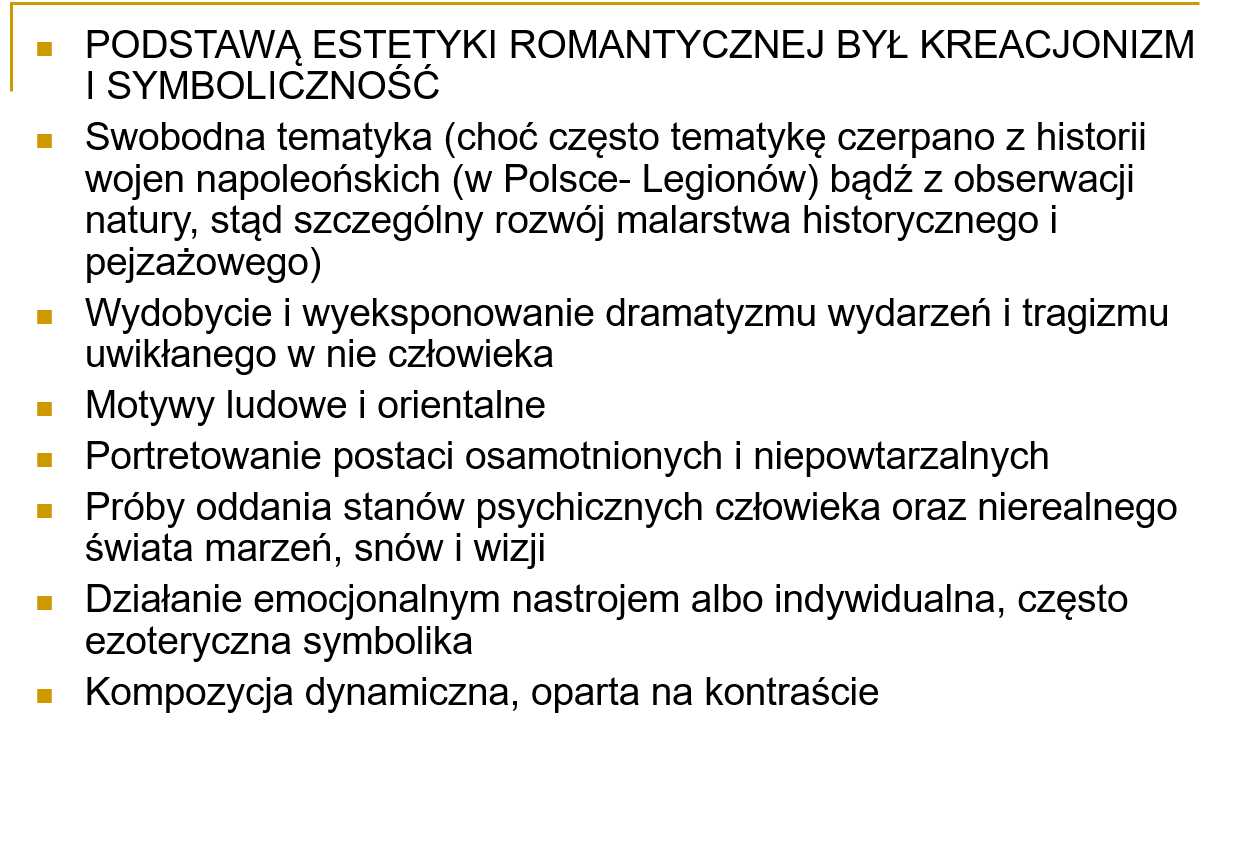 PODSTAWĄ ESTETYKI ROMANTYCZNEJ BYŁ KREACJONIZM
I SYMBOLICZNOŚĆ
Swobodna tematyka (choć często tematykę czerpano z historii
wojen napoleońskich (w Polsce- Legionów) bądź z obserwacji
natury, stąd szczególny rozwój malarstwa historycznego i
pejzażowego)
Wydobycie i wyeksponowanie dramatyzmu wydarzeń i tragizmu
uwikłanego w nie człowieka
Motywy ludowe i orientalne
Portretowanie postaci osamotnionych i niepowtarzalnych
Próby oddania stanów psychicznych człowieka oraz nierealnego
świata marzeń, snów i wizji
Działanie emocjonalnym nastrojem albo indywidualna, często
ezoteryczna symbolika
Kompozycja dynamiczna, oparta na kontraście